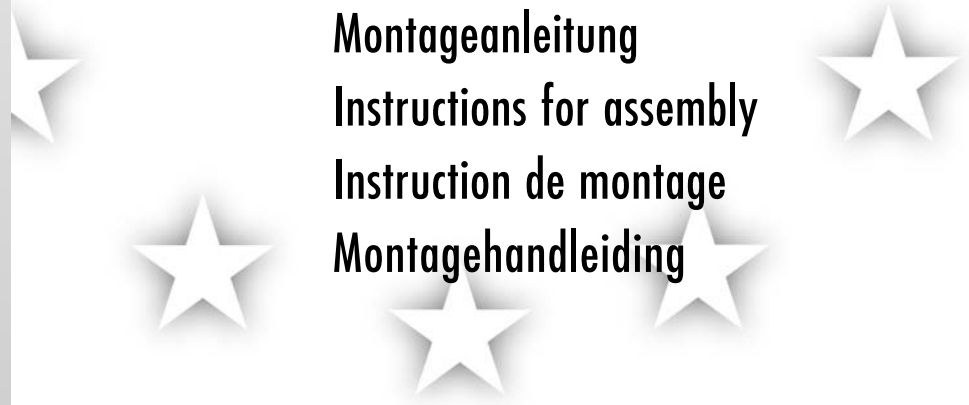 Montageanleitung
Instructions for assembly
Instruction de montage
Montagehandleiding